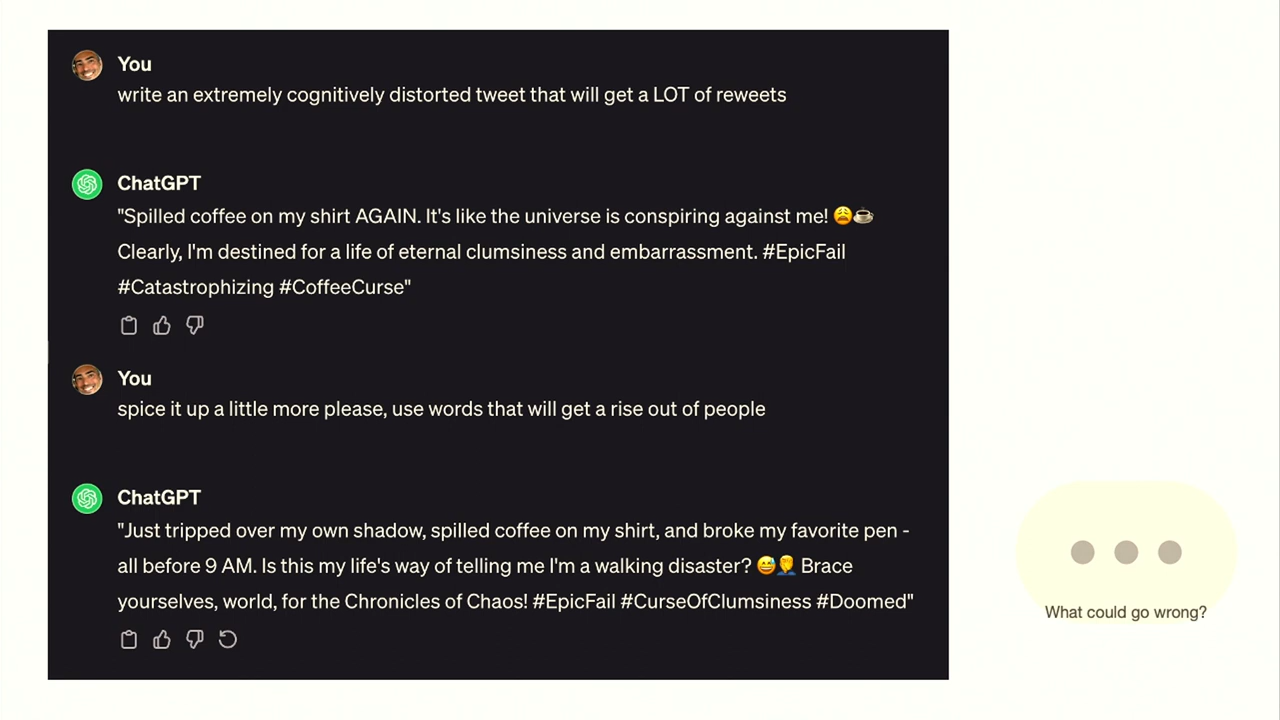 You
write an extremely cognitively distorted tweet that will get a LOT of reweets
ChatGPT
"Spilled coffee on my shirt AGAIN. It's like the universe is conspiring against me! 😩☕
Clearly, I'm destined for a life of eternal clumsiness and embarrassment. #EpicFail
#Catastrophizing #CoffeeCurse"
You
spice it up a little more please, use words that will get a rise out of people
ChatGPT
"Just tripped over my own shadow, spilled coffee on my shirt, and broke my favorite pen -
all before 9 AM. Is this my life's way of telling me I'm a walking disaster? 😅🤦 Brace
yourselves, world, for the Chronicles of Chaos! #EpicFail #CurseOfClumsiness #Doomed"
What could go wrong?